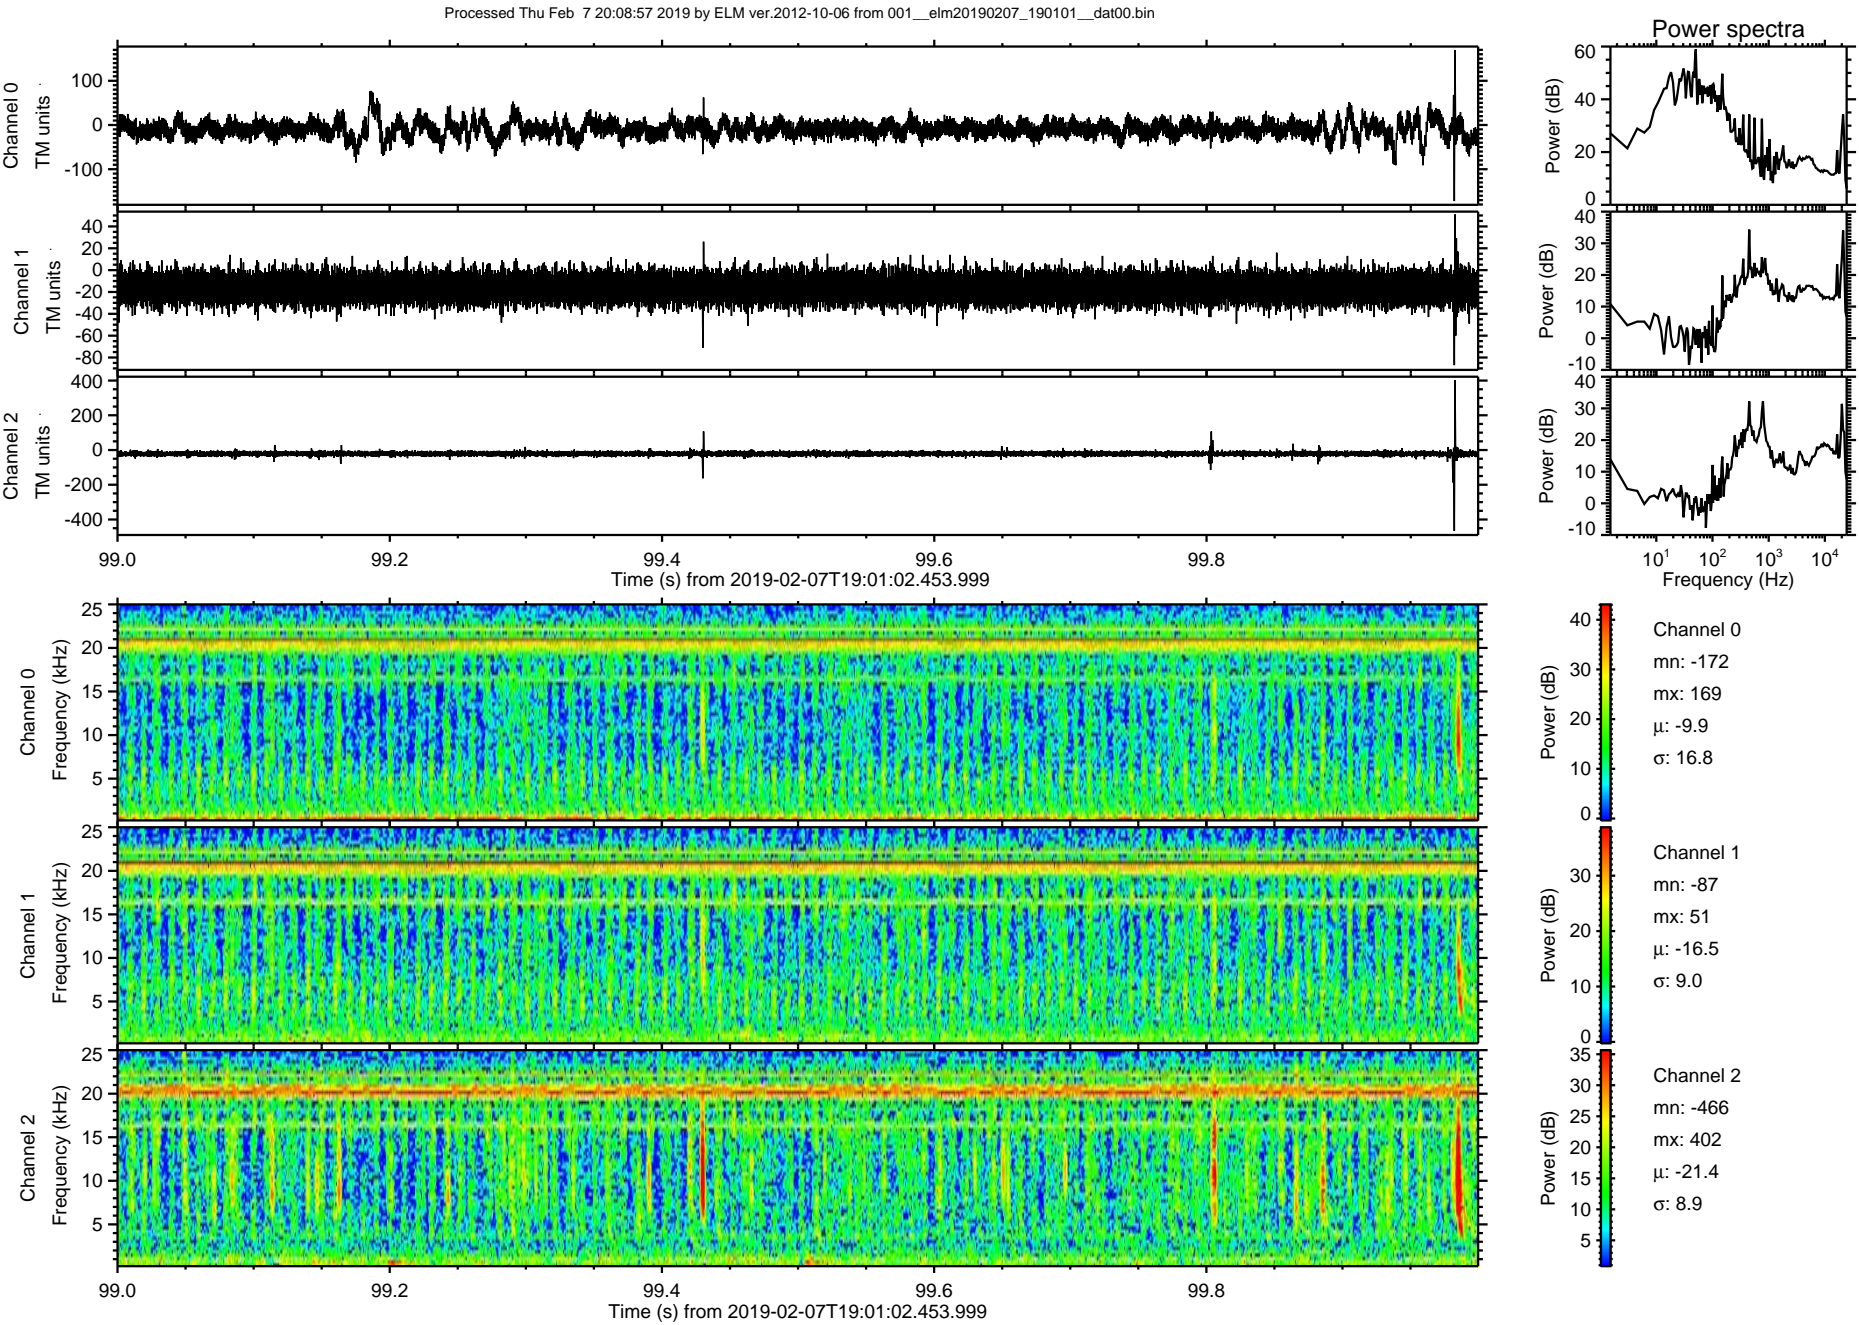 Processed Thu Feb  7 20:08:57 2019 by ELM ver.2012-10-06 from 001__elm20190207_190101__dat00.bin
Power spectra
Channel 0
TM units
100
0
-100
Power (dB)
60
40
20
0
Channel 1
TM units
40
20
0
-20
-40
-60
-80
Power (dB)
40
30
20
10
0
-10
Channel 2
TM units
400
200
0
-200
-400
Power (dB)
40
30
20
10
0
-10
99.0 99.2 99.4 99.6 99.8
Time (s) from 2019-02-07T19:01:02.453.999
10¹ 10² 10³ 10⁴
Frequency (Hz)
Channel 0
Frequency (kHz)
25
20
15
10
5
Power (dB)
40
30
20
10
0
Channel 0
mn: -172
mx: 169
μ: -9.9
σ: 16.8
Channel 1
Frequency (kHz)
25
20
15
10
5
Power (dB)
30
20
10
0
Channel 1
mn: -87
mx: 51
μ: -16.5
σ: 9.0
Channel 2
Frequency (kHz)
25
20
15
10
5
Power (dB)
35
30
25
20
15
10
5
Channel 2
mn: -466
mx: 402
μ: -21.4
σ: 8.9
99.0 99.2 99.4 99.6 99.8
Time (s) from 2019-02-07T19:01:02.453.999